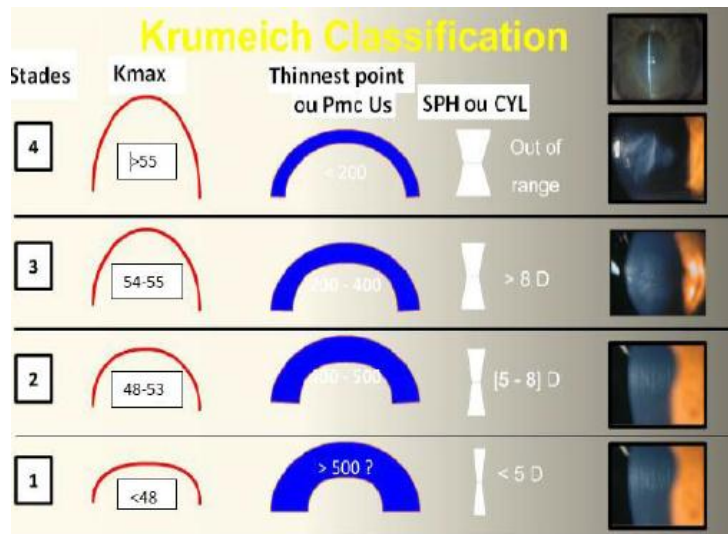 Krumeich Classification
Stades Kmax Thinnest point ou Pmc Us SPH ou CYL
4 >55 < 200 Out of range
3 54-55 200 - 400 > 8 D
2 48-53 400 - 500 [5 - 8] D
1 <48 > 500 ? < 5 D